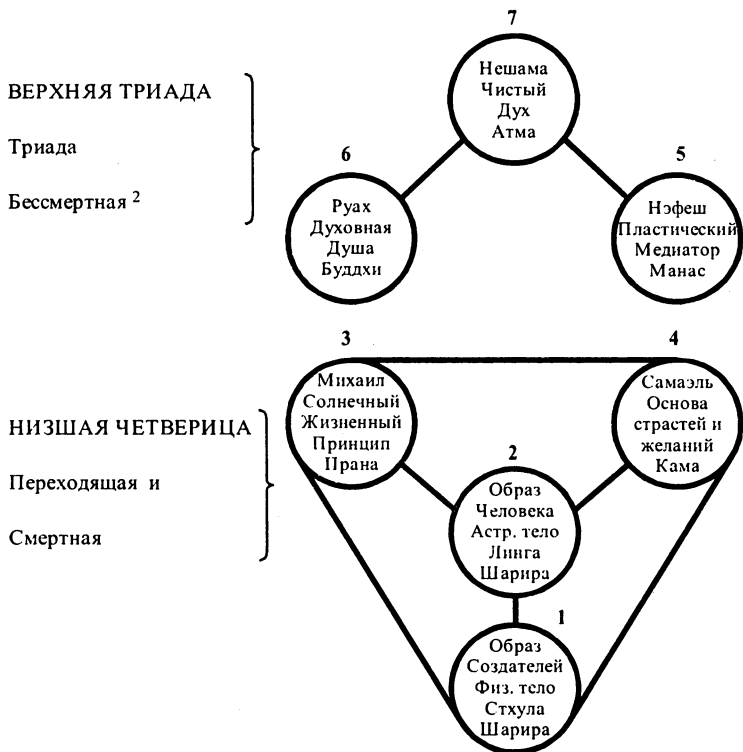 7
Нешама
Чистый
Дух
Атма
ВЕРХНЯЯ ТРИАДА
Триада
Бессмертная 2
6
Руах
Духовная
Душа
Буддхи
5
Нэфеш
Пластический
Медиатор
Манас
3
Михаил
Солнечный
Жизненный
Принцип
Прана
4
Самаэль
Основа
страстей и
желаний
Кама
НИЗШАЯ ЧЕТВЕРИЦА
Переходящая и
Смертная
2
Образ
Человека
Астр. тело
Линга
Шарира
1
Образ
Создателей
Физ. тело
Стхула
Шарира